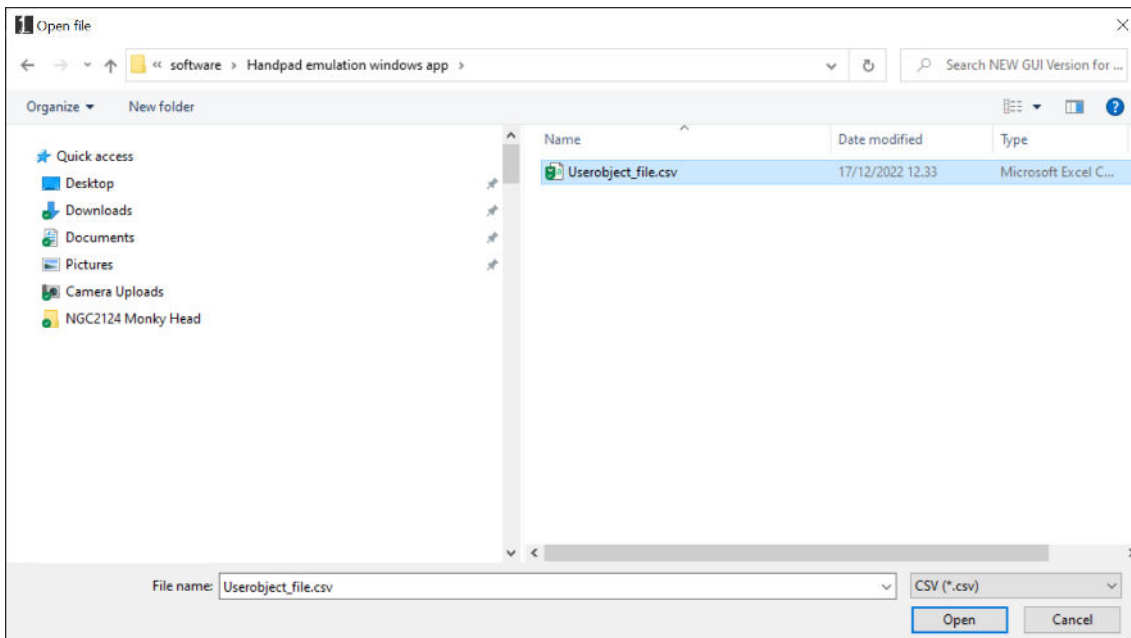 Open file
« software › Handpad emulation windows app ›
Search NEW GUI Version for ...
Organize
New folder
Name
Date modified
Type
Quick access
Desktop
Downloads
Documents
Pictures
Camera Uploads
NGC2124 Monky Head
Userobject_file.csv
17/12/2022 12.33
Microsoft Excel C...
File name:
Userobject_file.csv
CSV (*.csv)
Open
Cancel